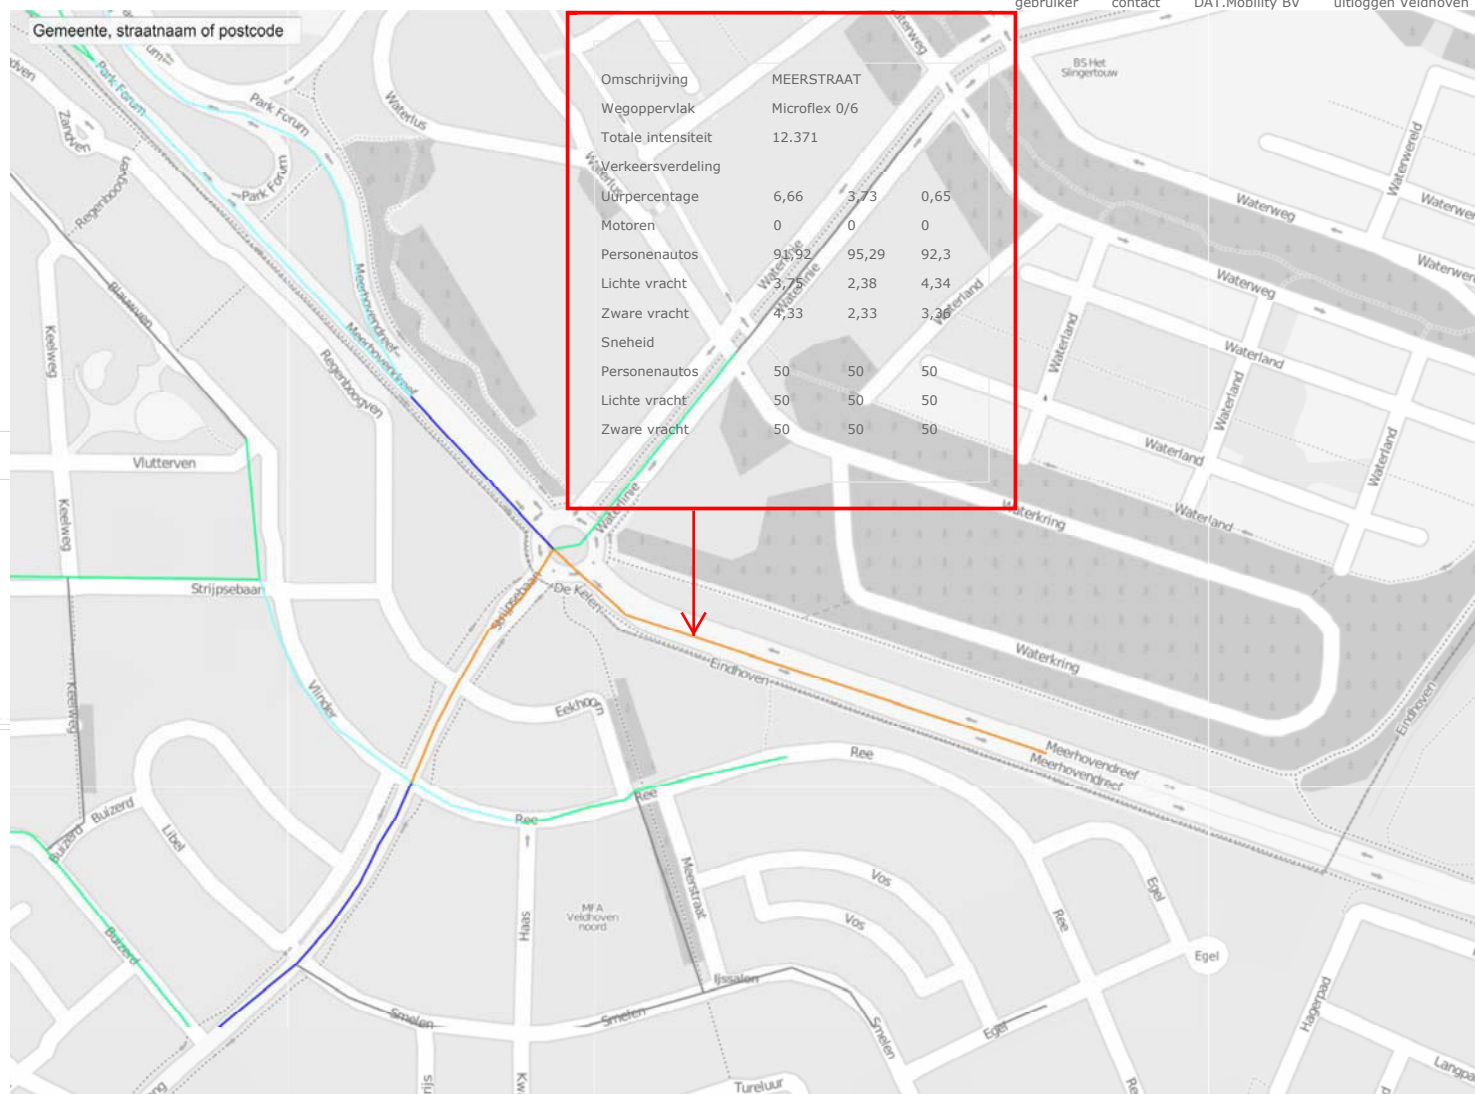 gebruiker contact DAT.Mobility BV uitloggen Veldhoven
Gemeente, straatnaam of postcode
Omschrijving MEERSTRAAT
Wegoppervlak Microflex 0/6
Totale intensiteit 12.371
Verkeersverdeling
Uurpercentage 6,66 3,73 0,65
Motoren 0 0 0
Personenautos 91,92 95,29 92,3
Lichte vracht 3,75 2,38 4,34
Zware vracht 4,33 2,33 3,36
Sneheid
Personenautos 50 50 50
Lichte vracht 50 50 50
Zware vracht 50 50 50
BS Het
Slingertouw
Waterweg
Park Forum
Park Forum
Park Forum
Zandven
Waterlus
Waterlus
Regenhoogven
Waterwereld
Waterweg
Waterweg
Waterlinie
Waterlinie
Waterland
Blauwven
Keelweg
Meerhovendreef
Meerhovendreef
Regenboogven
Waterland
Waterland
Waterland
Waterland
Waterland
Waterland
Vlutterven
Keelweg
Waterlinie
Waterkring
Strijpsebaan
Strijpsebaan
De Kelen
Waterkring
Eindhoven
Eindhoven
Keelweg
Vlinder
Eekhoorn
Meerhovendreef
Meerhovendreef
Ree
Ree
Ree
Buizerd
Buizerd
Libel
Meerstraat
Vos
Vos
Egel
Ree
MFA
Veldhoven
noord
Haas
Buizerd
Egel
Ijssalon
Smelen
Smelen
Smelen
Egel
Hagerpad
Tureluur